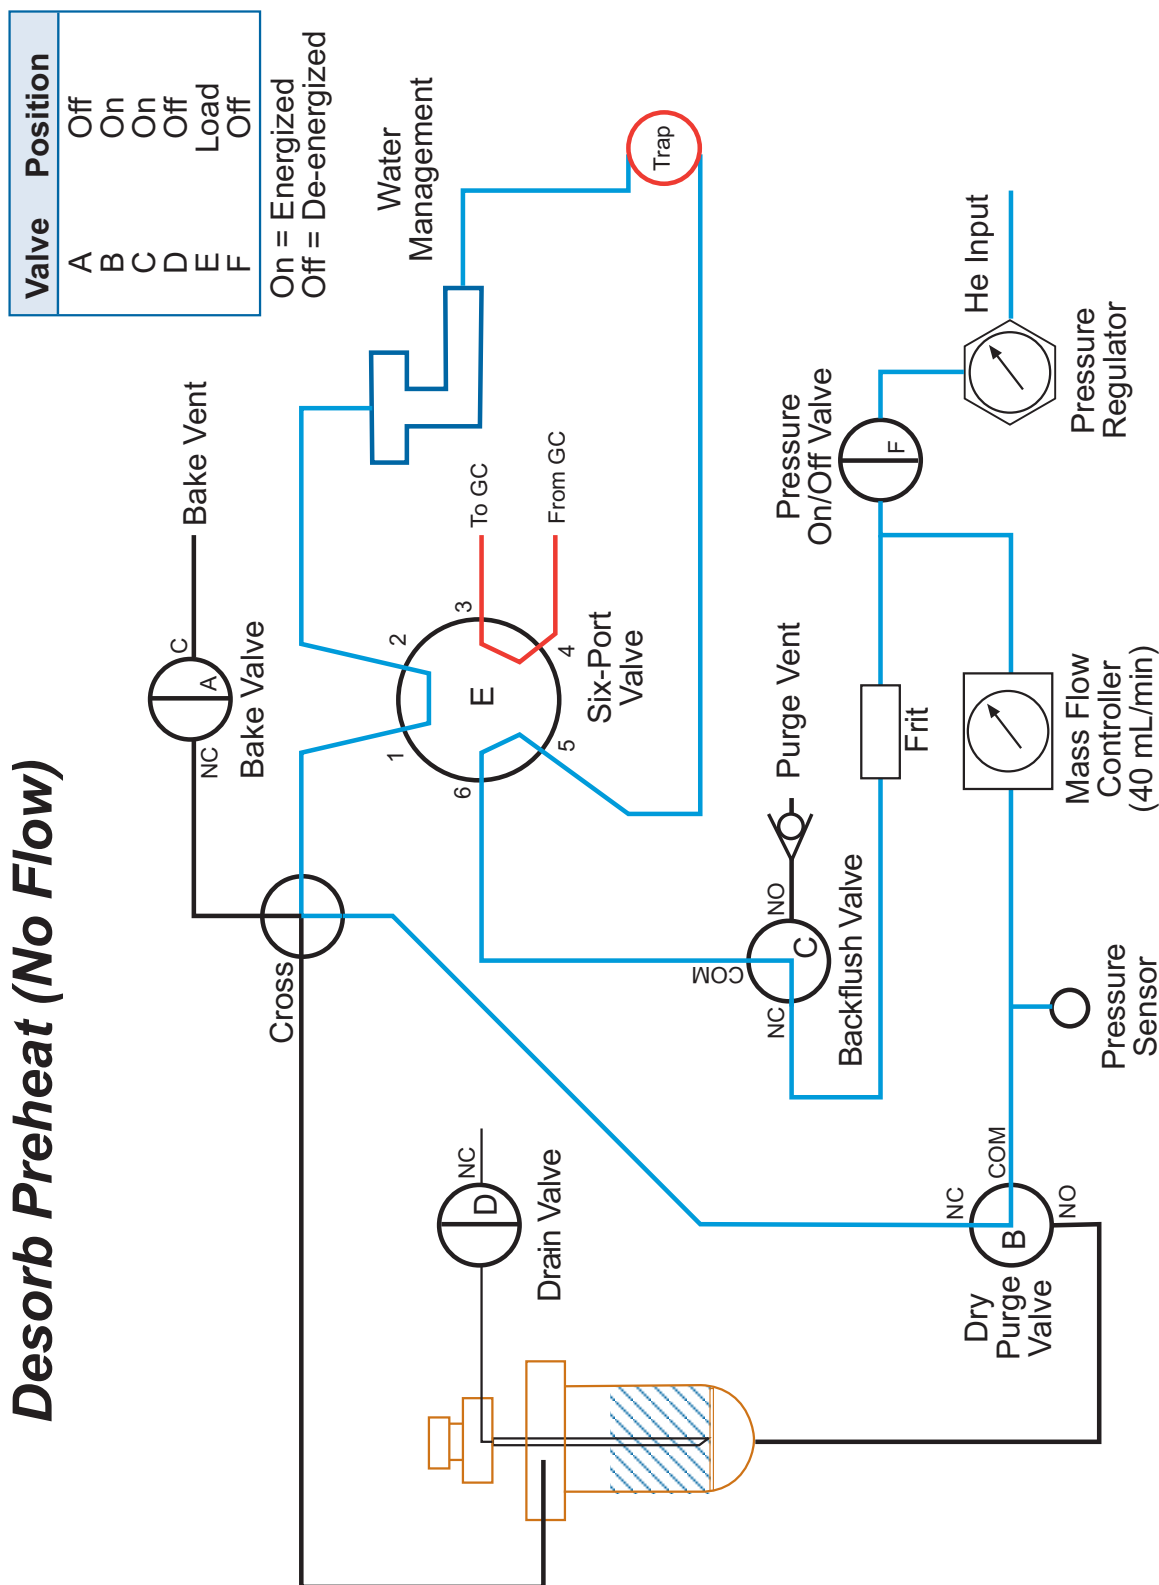 Desorb Preheat (No Flow)
Valve Position
A Off
B On
C On
D Off
E Load
F Off
On = Energized
Off = De-energized
Bake Vent
C
A
NC
Bake Valve
Water
Management
Trap
Cross
1
2
3
4
5
6
E
To GC
From GC
Six-Port
Valve
NC
D
Drain Valve
COM
NC
NO
C
Backflush Valve
Purge Vent
Frit
Pressure
On/Off Valve
F
He Input
Pressure
Regulator
Mass Flow
Controller
(40 mL/min)
Pressure
Sensor
NC
COM
NO
B
Dry
Purge
Valve